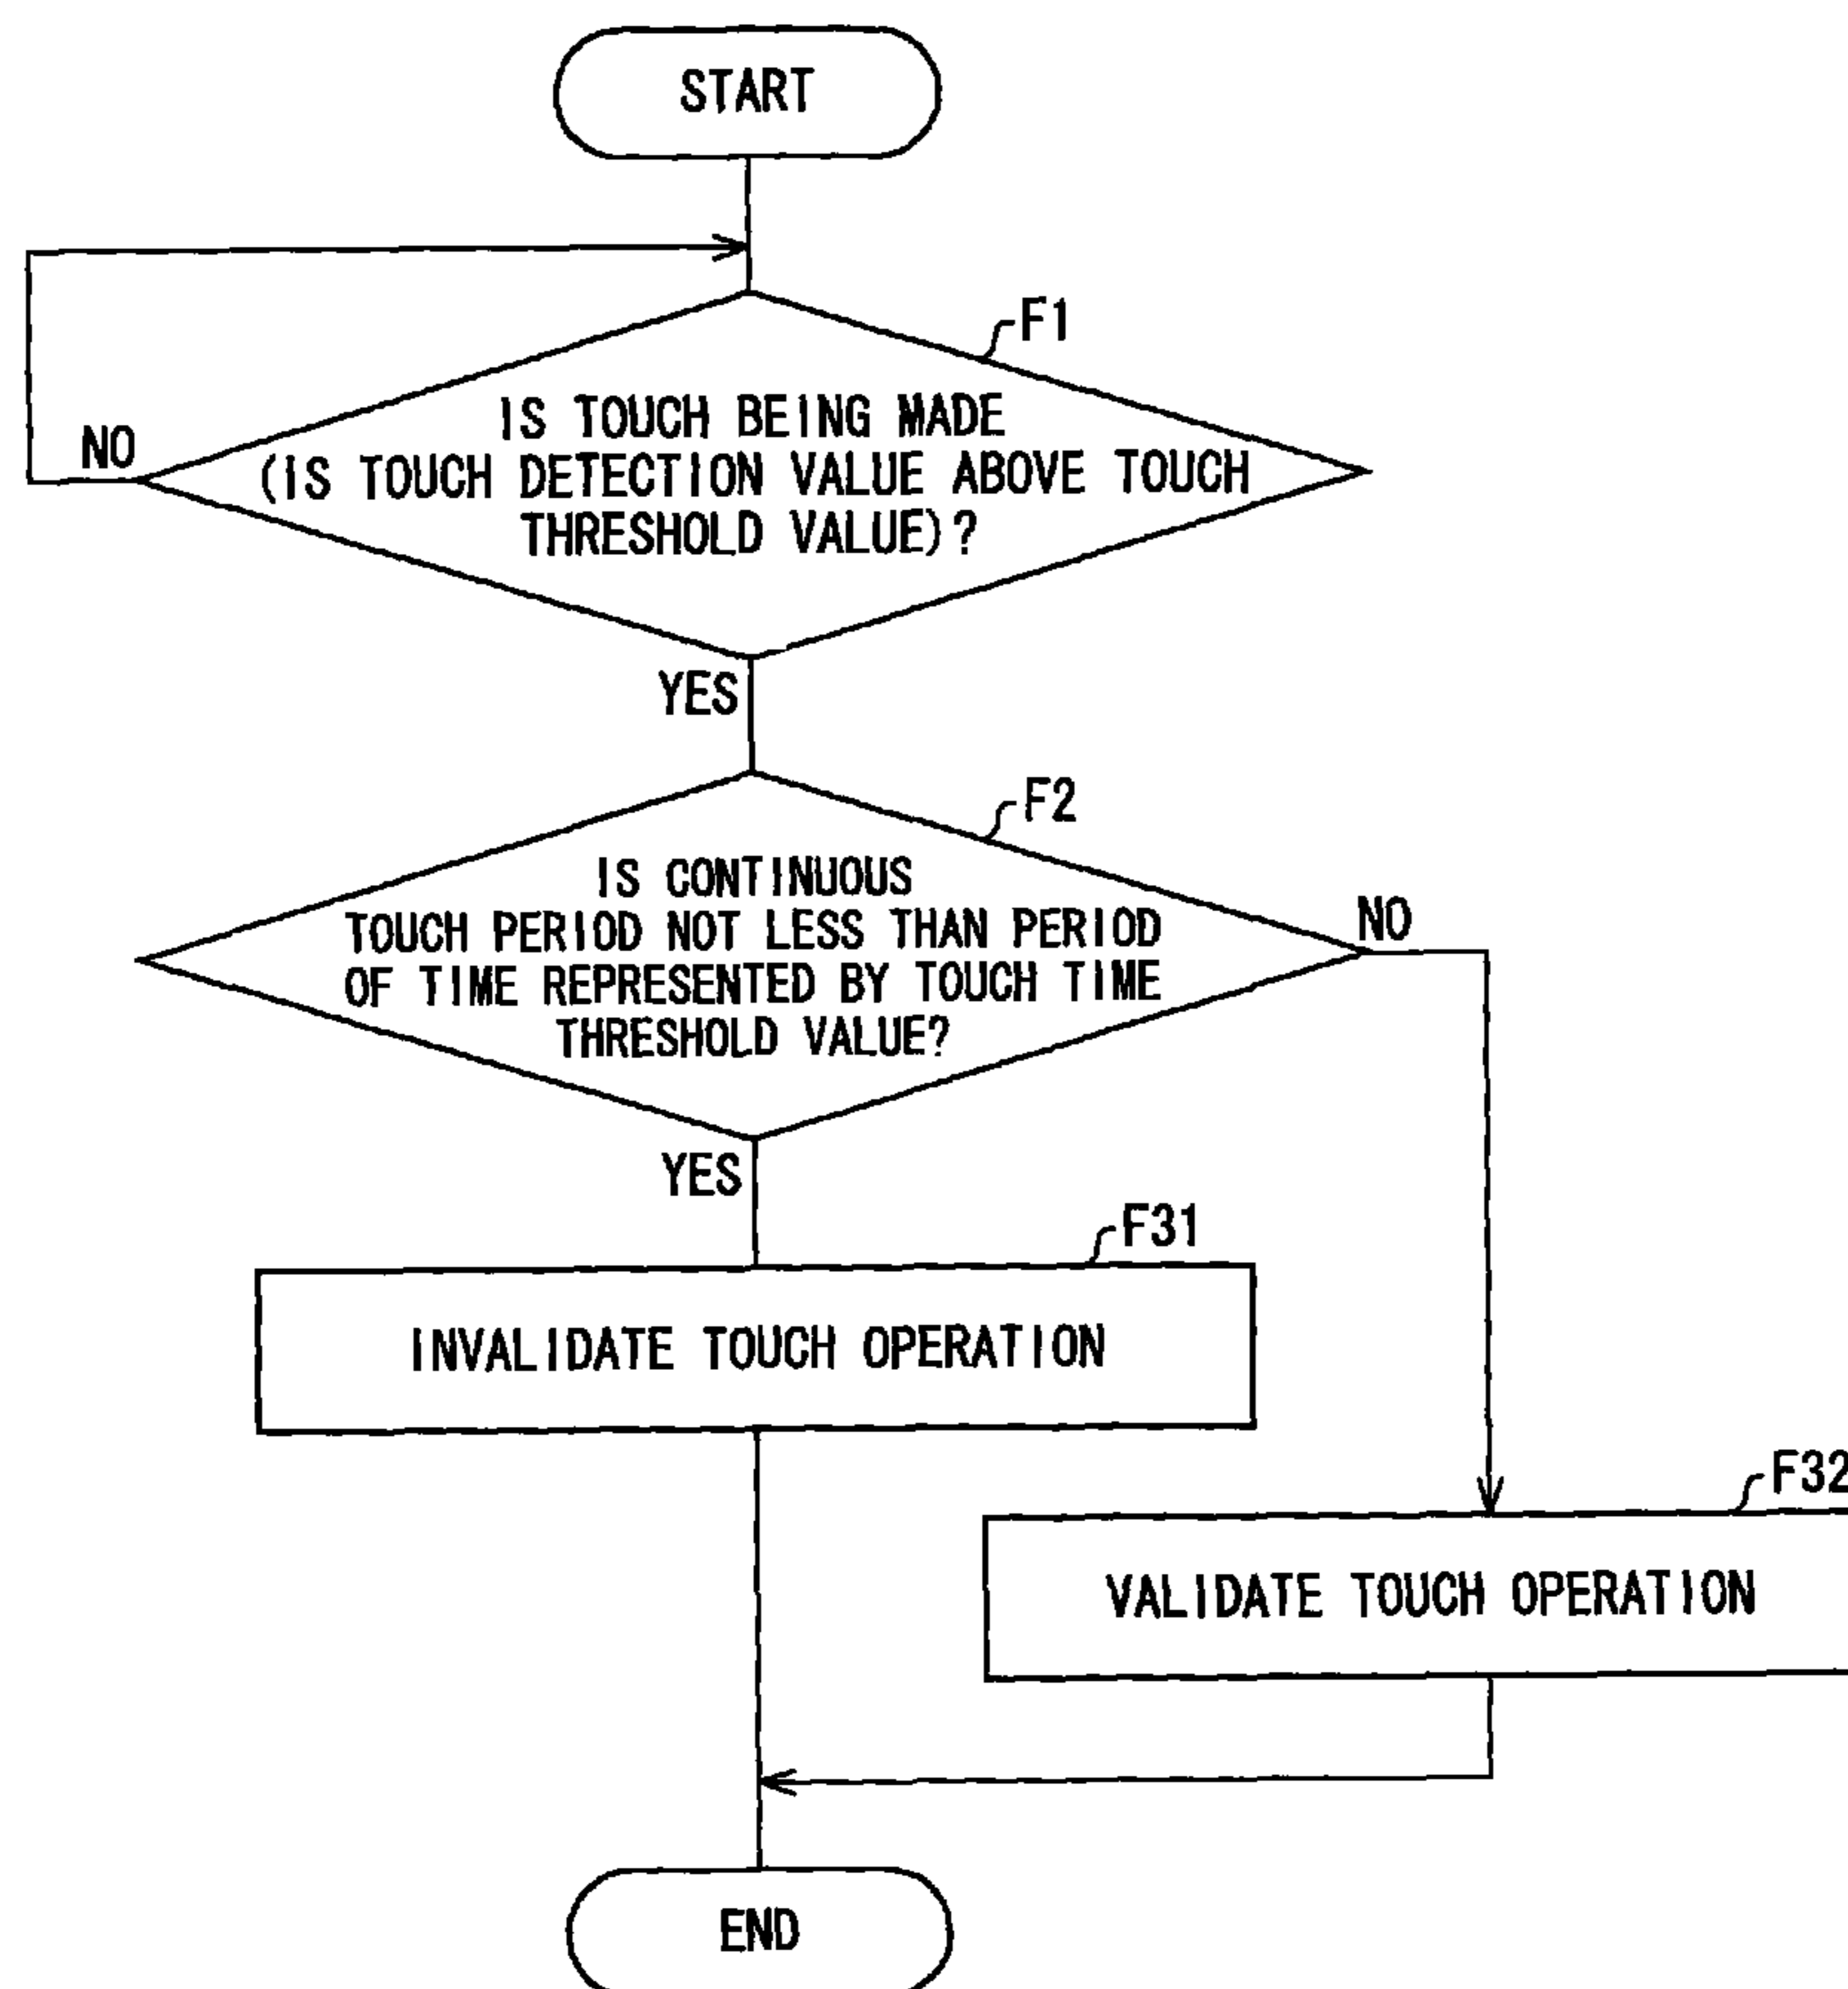 START
F1
IS TOUCH BEING MADE
(IS TOUCH DETECTION VALUE ABOVE TOUCH
THRESHOLD VALUE)?
NO
YES
F2
IS CONTINUOUS
TOUCH PERIOD NOT LESS THAN PERIOD
OF TIME REPRESENTED BY TOUCH TIME
THRESHOLD VALUE?
NO
YES
F31
INVALIDATE TOUCH OPERATION
F32
VALIDATE TOUCH OPERATION
END